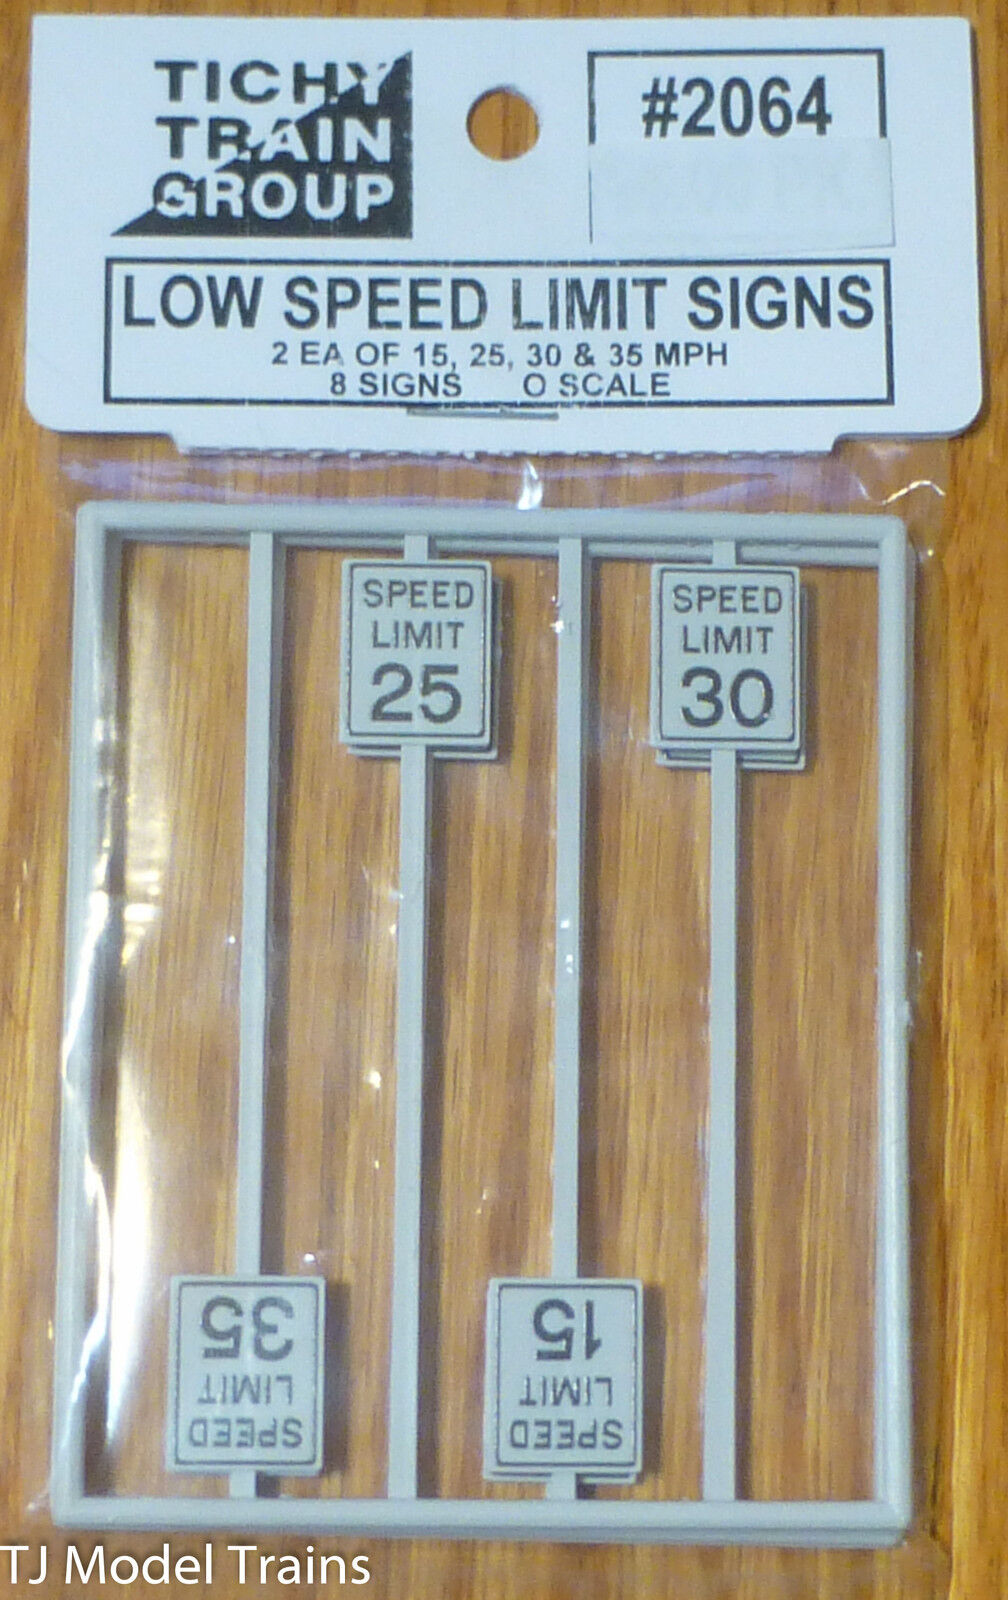 TICHY
TRAIN
GROUP
#2064
LOW SPEED LIMIT SIGNS
2 EA OF 15, 25, 30 & 35 MPH
8 SIGNS O SCALE
SPEED
LIMIT
25
SPEED
LIMIT
30
SPEED
LIMIT
35
SPEED
LIMIT
15
TJ Model Trains